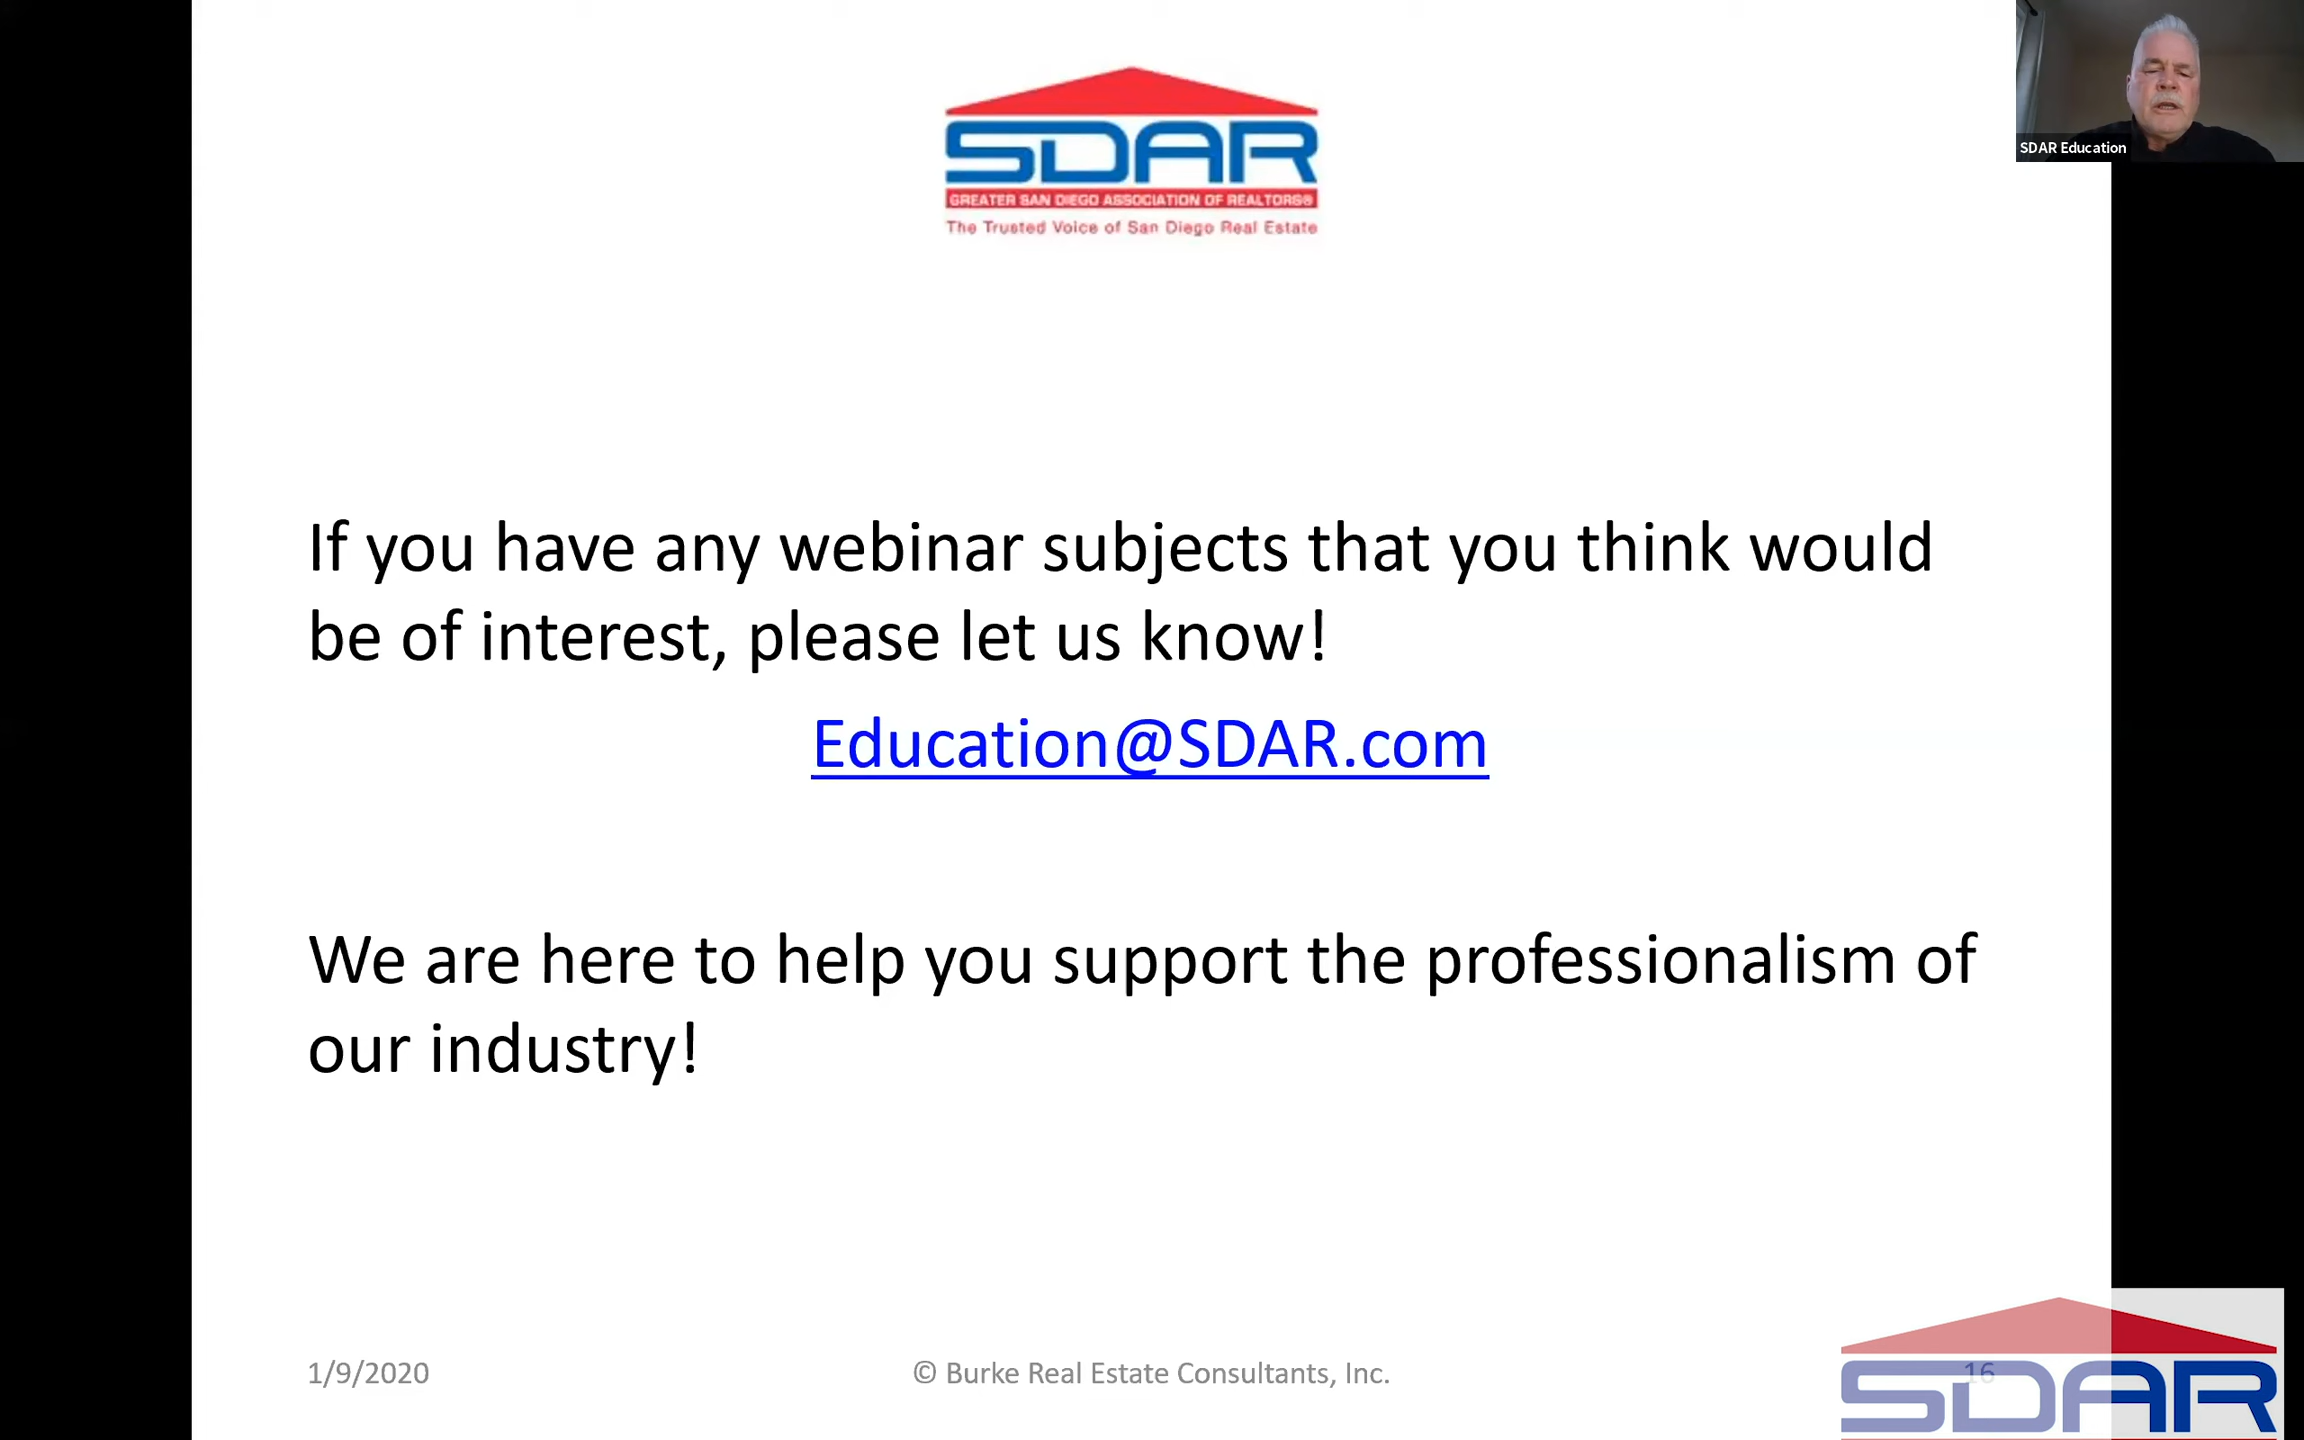 SDAR
GREATER SAN DIEGO ASSOCIATION OF REALTORS®
The Trusted Voice of San Diego Real Estate
SDAR Education
If you have any webinar subjects that you think would
be of interest, please let us know!
Education@SDAR.com
We are here to help you support the professionalism of
our industry!
1/9/2020
© Burke Real Estate Consultants, Inc.
16
SDAR